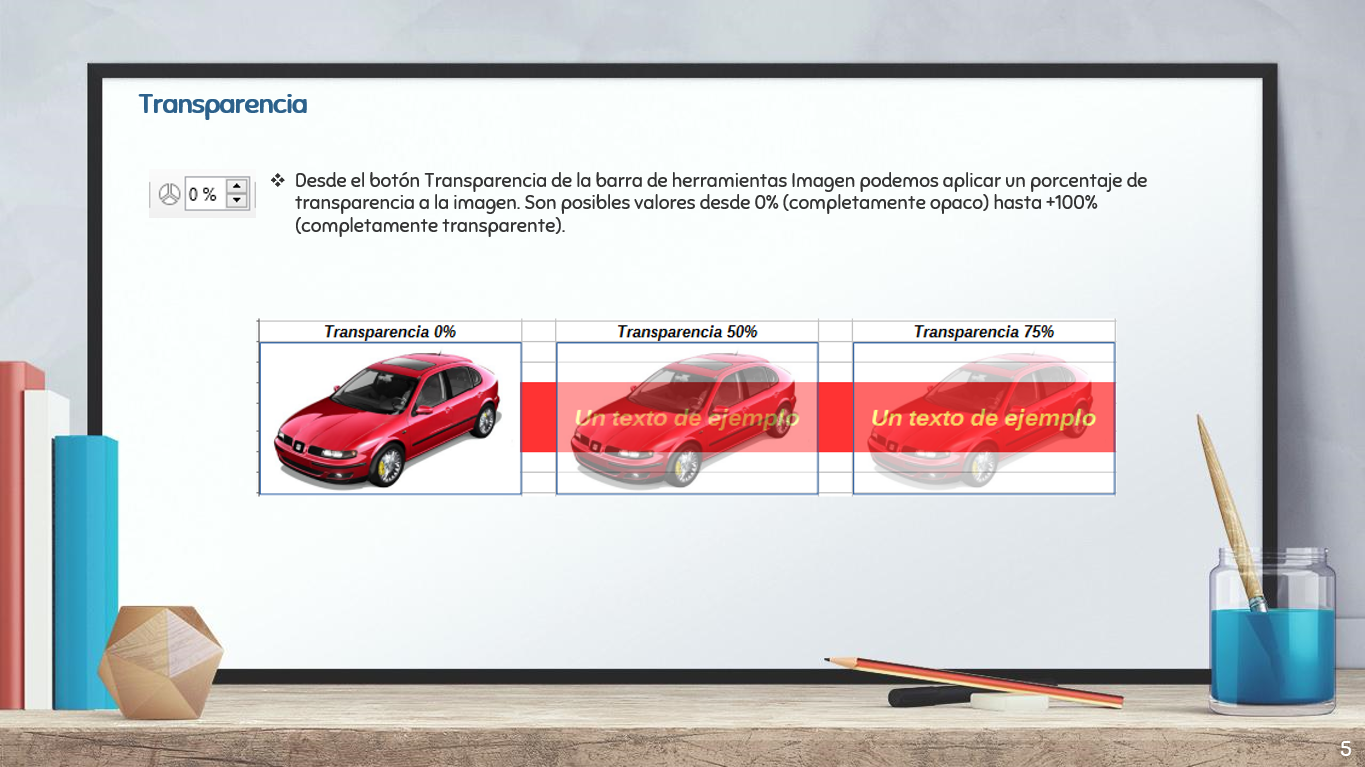 Transparencia
0 %
❖ Desde el botón Transparencia de la barra de herramientas Imagen podemos aplicar un porcentaje de
transparencia a la imagen. Son posibles valores desde 0% (completamente opaco) hasta +100%
(completamente transparente).
Transparencia 0% Transparencia 50% Transparencia 75%
Un texto de ejemplo Un texto de ejemplo
5